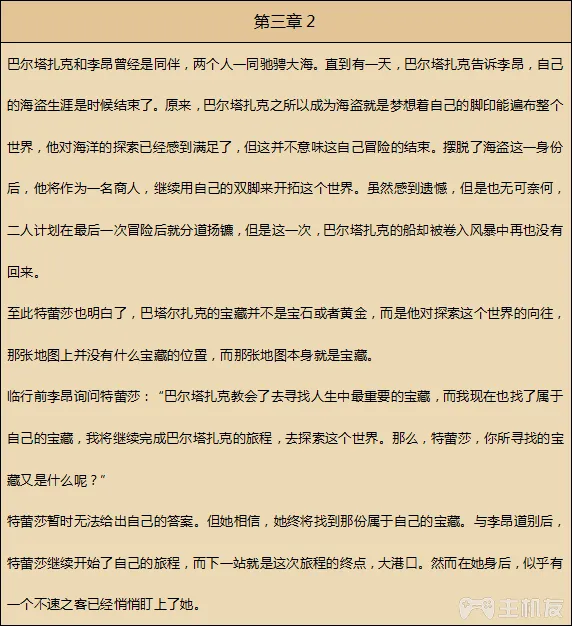 第三章 2
巴尔塔扎克和李昂曾经是同伴，两个人一同驰骋大海。直到有一天，巴尔塔扎克告诉李昂，自己
的海盗生涯是时候结束了。原来，巴尔塔扎克之所以成为海盗就是梦想着自己的脚印能遍布整个
世界，他对海洋的探索已经感到满足了，但这并不意味这自己冒险的结束。摆脱了海盗这一身份
后，他将作为一名商人，继续用自己的双脚来开拓这个世界。虽然感到遗憾，但是也无可奈何，
二人计划在最后一次冒险后就分道扬镳，但是这一次，巴尔塔扎克的船却被卷入风暴中再也没有
回来。
至此特蕾莎也明白了，巴塔尔扎克的宝藏并不是宝石或者黄金，而是他对探索这个世界的向往，
那张地图上并没有什么宝藏的位置，而那张地图本身就是宝藏。
临行前李昂询问特蕾莎：“巴尔塔扎克教会了去寻找人生中最重要的宝藏，而我现在也找了属于
自己的宝藏，我将继续完成巴尔塔扎克的旅程，去探索这个世界。那么，特蕾莎，你所寻找的宝
藏又是什么呢？”
特蕾莎暂时无法给出自己的答案。但她相信，她终将找到那份属于自己的宝藏。与李昂道别后，
特蕾莎继续开始了自己的旅程，而下一站就是这次旅程的终点，大港口。然而在她身后，似乎有
一个不速之客已经悄悄盯上了她。
主机友